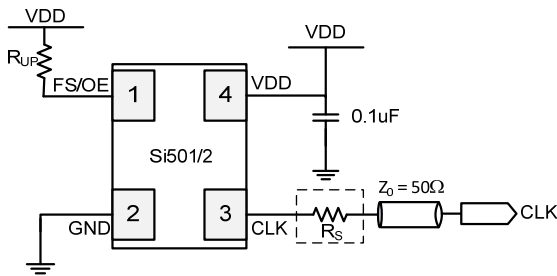 VDD
VDD
RUP
FS/OE
1
4
VDD
0.1uF
Si501/2
Z0 = 50Ω
2
3
GND
CLK
RS
CLK